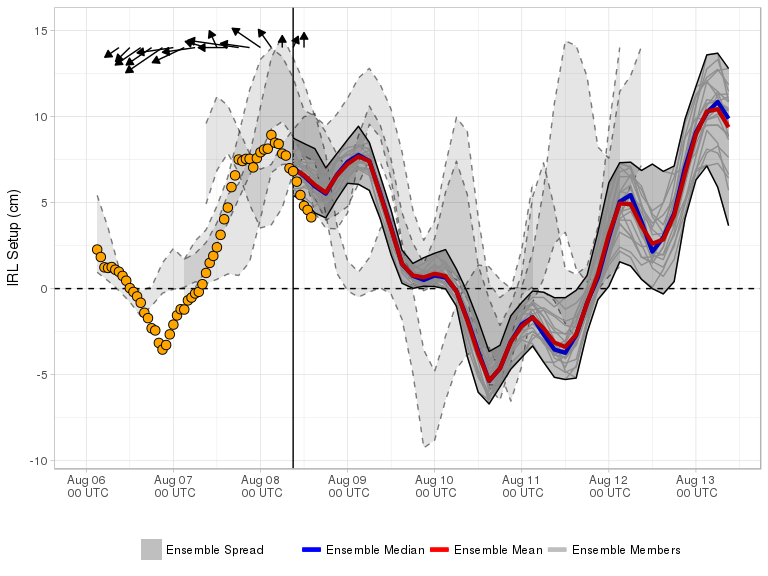 IRL Setup (cm)
15
10
5
0
-5
-10
Aug 06 Aug 07 Aug 08 Aug 09 Aug 10 Aug 11 Aug 12 Aug 13
00 UTC 00 UTC 00 UTC 00 UTC 00 UTC 00 UTC 00 UTC 00 UTC
Ensemble Spread Ensemble Median Ensemble Mean Ensemble Members